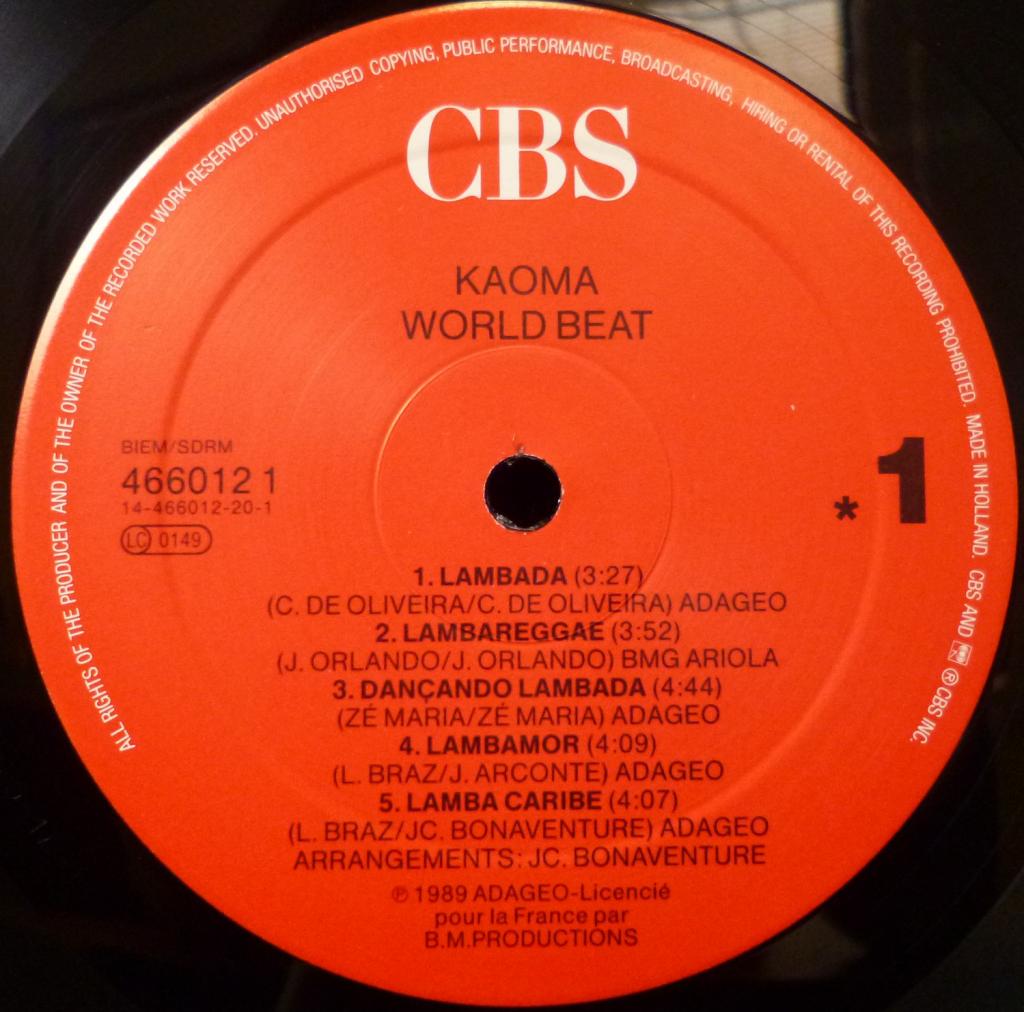 ALL RIGHTS OF THE PRODUCER AND OF THE OWNER OF THE RECORDED WORK RESERVED. UNAUTHORISED COPYING, PUBLIC PERFORMANCE, BROADCASTING, HIRING OR RENTAL OF THIS RECORDING PROHIBITED. MADE IN HOLLAND. CBS AND ® CBS INC.
CBS
KAOMA
WORLD BEAT
BIEM/SDRM
466012 1
14-466012-20-1
LC 0149
* 1
1. LAMBADA (3:27)
(C. DE OLIVEIRA/C. DE OLIVEIRA) ADAGEO
2. LAMBAREGGAE (3:52)
(J. ORLANDO/J. ORLANDO) BMG ARIOLA
3. DANÇANDO LAMBADA (4:44)
(ZÉ MARIA/ZÉ MARIA) ADAGEO
4. LAMBAMOR (4:09)
(L. BRAZ/J. ARCONTE) ADAGEO
5. LAMBA CARIBE (4:07)
(L. BRAZ/JC. BONAVENTURE) ADAGEO
ARRANGEMENTS: JC. BONAVENTURE
℗ 1989 ADAGEO-Licencié
pour la France par
B.M.PRODUCTIONS